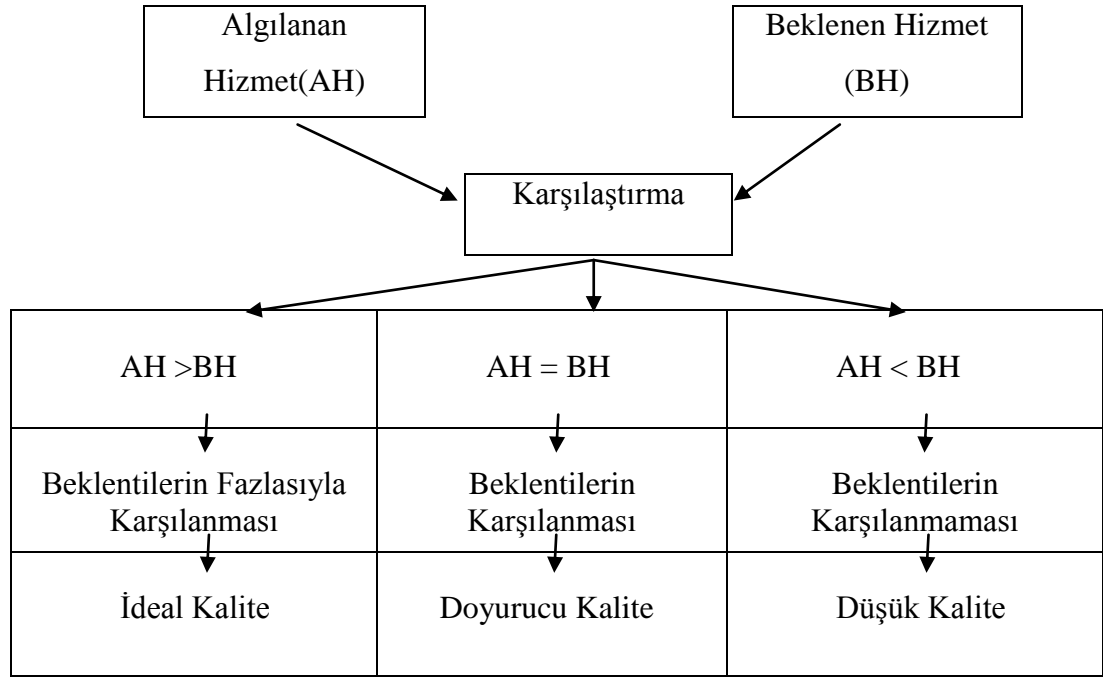 Algılanan
Hizmet(AH)
Beklenen Hizmet
(BH)
Karşılaştırma
AH >BH
AH = BH
AH < BH
Beklentilerin Fazlasıyla
Karşılanması
Beklentilerin
Karşılanması
Beklentilerin
Karşılanmaması
İdeal Kalite
Doyurucu Kalite
Düşük Kalite